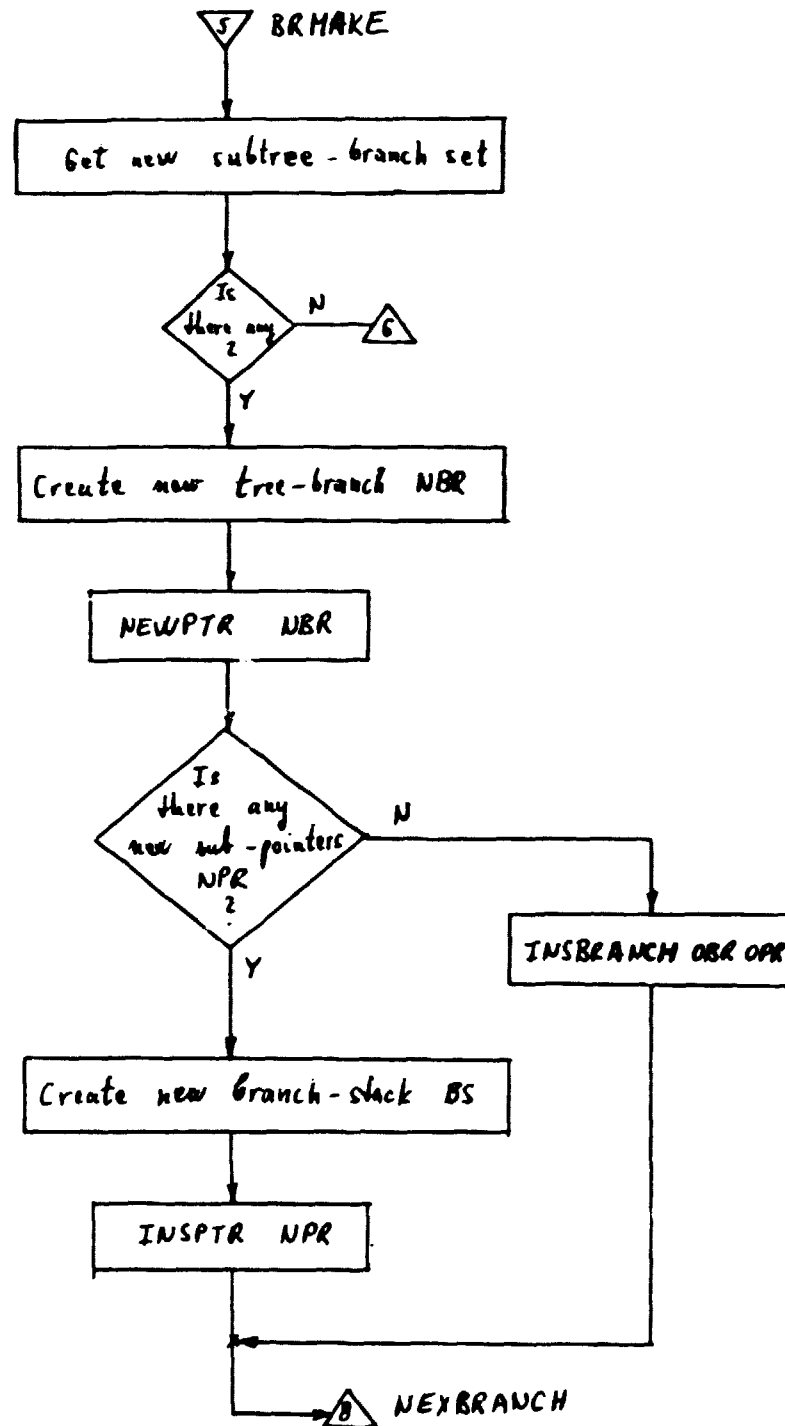 5 BRMAKE
Get new subtree-branch set
Is
there any
?
N
6
Y
Create new tree-branch NBR
NEWPTR NBR
Is
there any
new sub-pointers
NPR
?
N
Y
INSBRANCH OBR OPR
Create new branch-stack BS
INSPTR NPR
8 NEXBRANCH